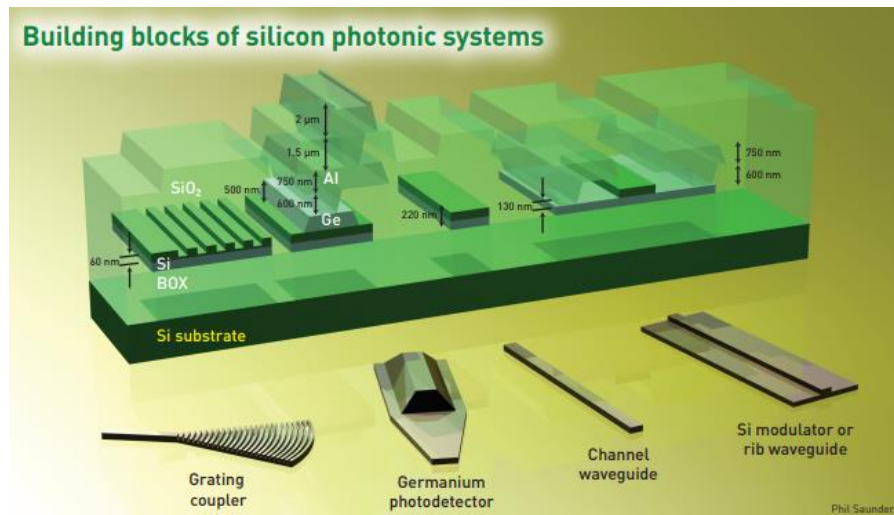 Building blocks of silicon photonic systems
2 µm
1.5 µm
750 nm
Al
500 nm
600 nm
Ge
SiO₂
220 nm
130 nm
750 nm
600 nm
60 nm
Si
BOX
Si substrate
Grating
coupler
Germanium
photodetector
Channel
waveguide
Si modulator or
rib waveguide
Phil Saunder